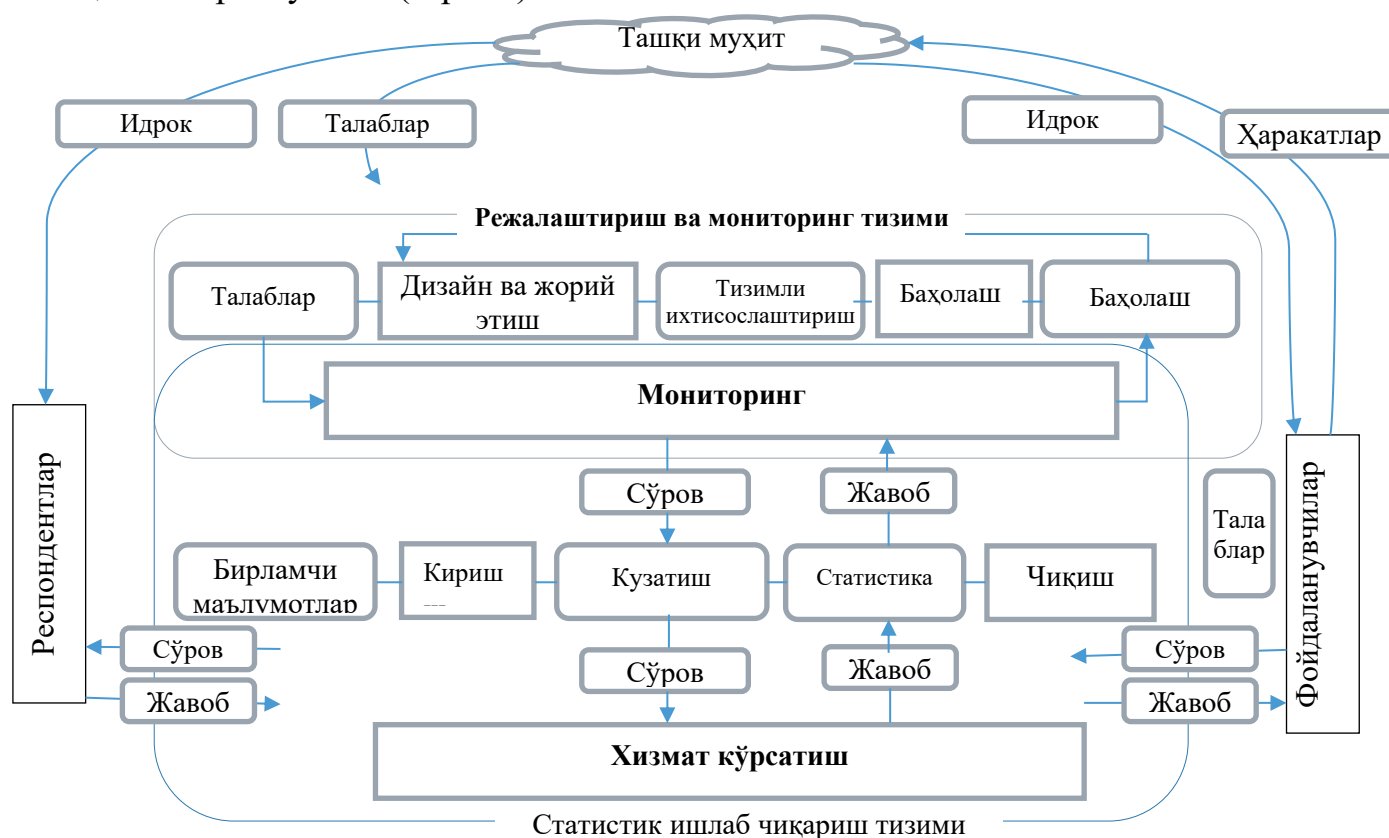 Ташқи муҳит
Идрок
Талаблар
Идрок
Ҳаракатлар
Режалаштириш ва мониторинг тизими
Талаблар
Дизайн ва жорий
этиш
Тизимли
ихтисослаштириш
Баҳолаш
Баҳолаш
Мониторинг
Респондентлар
Фойдаланувчилар
Сўров
Жавоб
Тала
блар
Бирламчи
маълумотлар
Кириш
Кузатиш
Статистика
Чиқиш
Сўров
Жавоб
Сўров
Жавоб
Сўров
Жавоб
Хизмат кўрсатиш
Статистик ишлаб чиқариш тизими